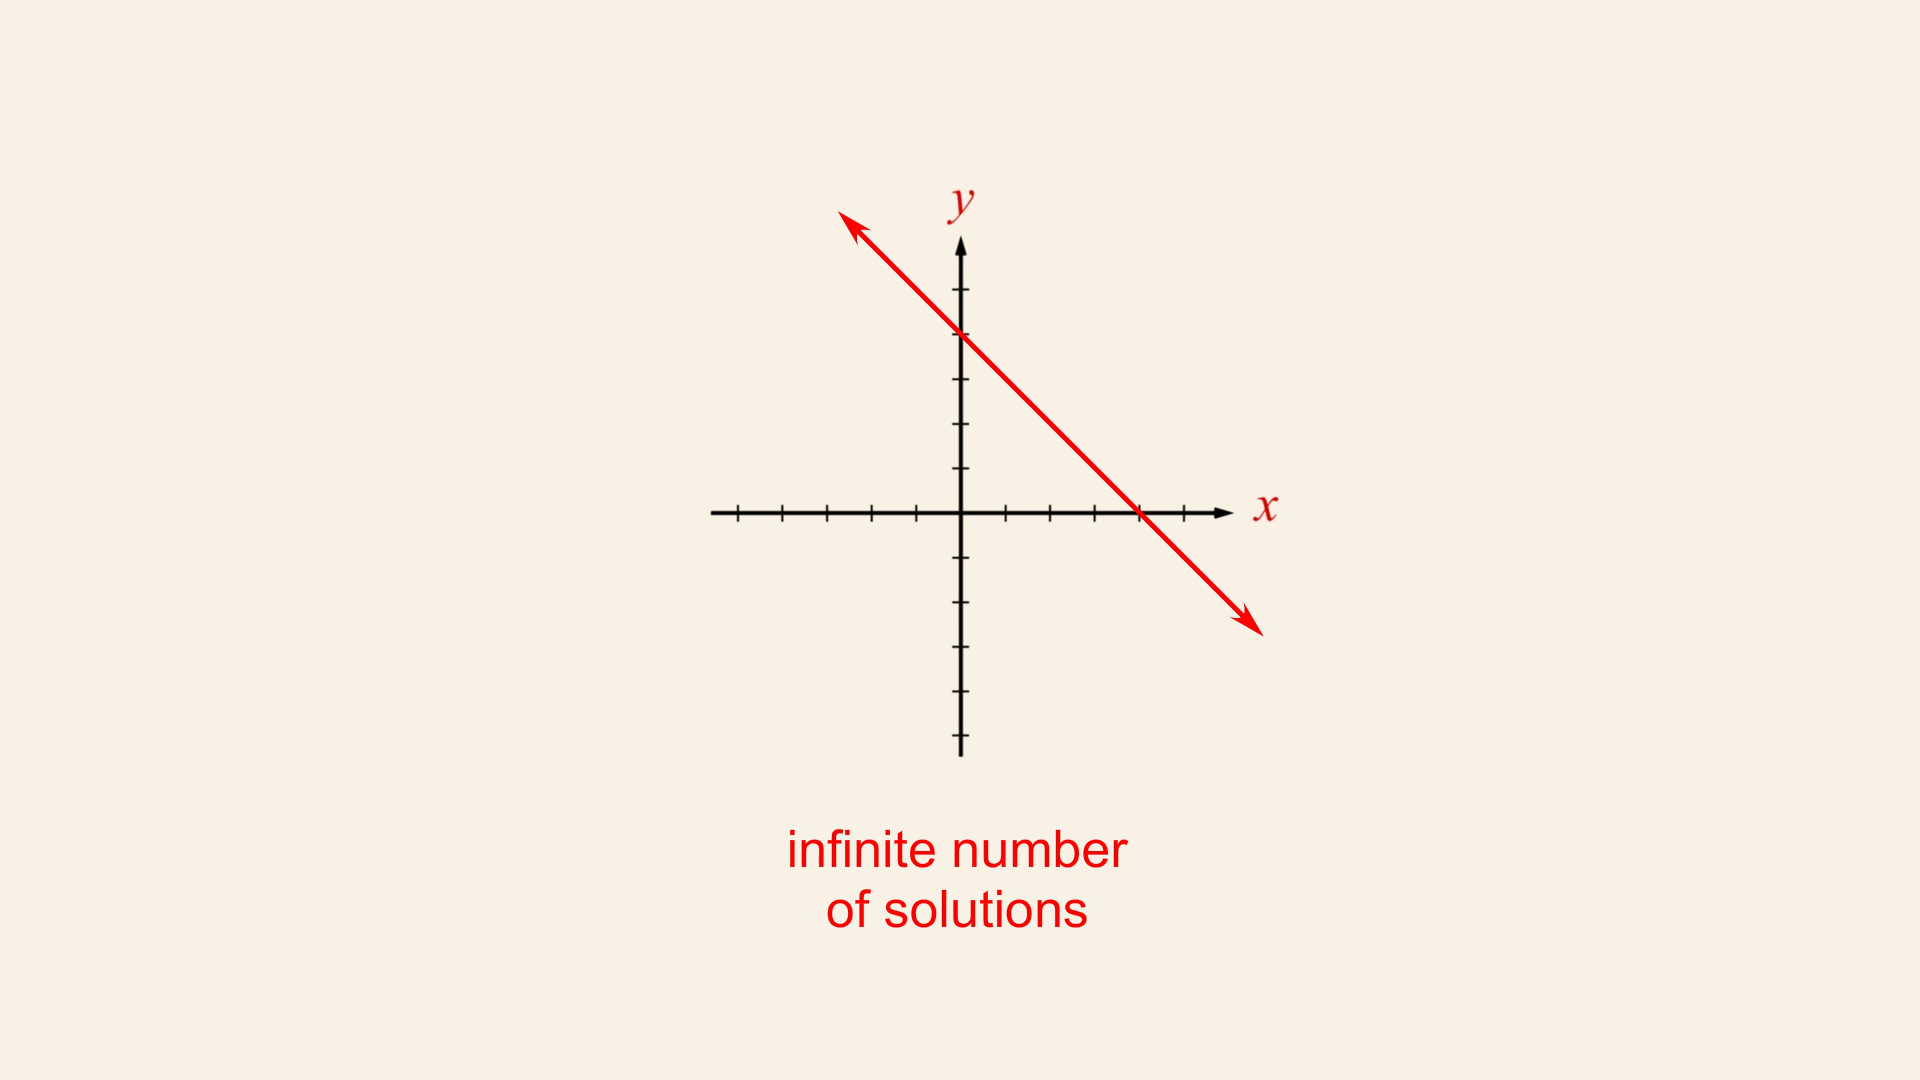 y
x
infinite number
of solutions